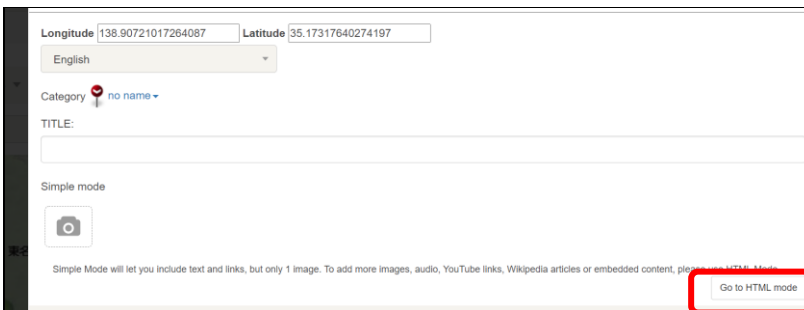 Longitude 138.90721017264087 Latitude 35.17317640274197
English
Category no name
TITLE:
Simple mode
東名
Simple Mode will let you include text and links, but only 1 image. To add more images, audio, YouTube links, Wikipedia articles or embedded content, please use HTML Mode.
Go to HTML mode